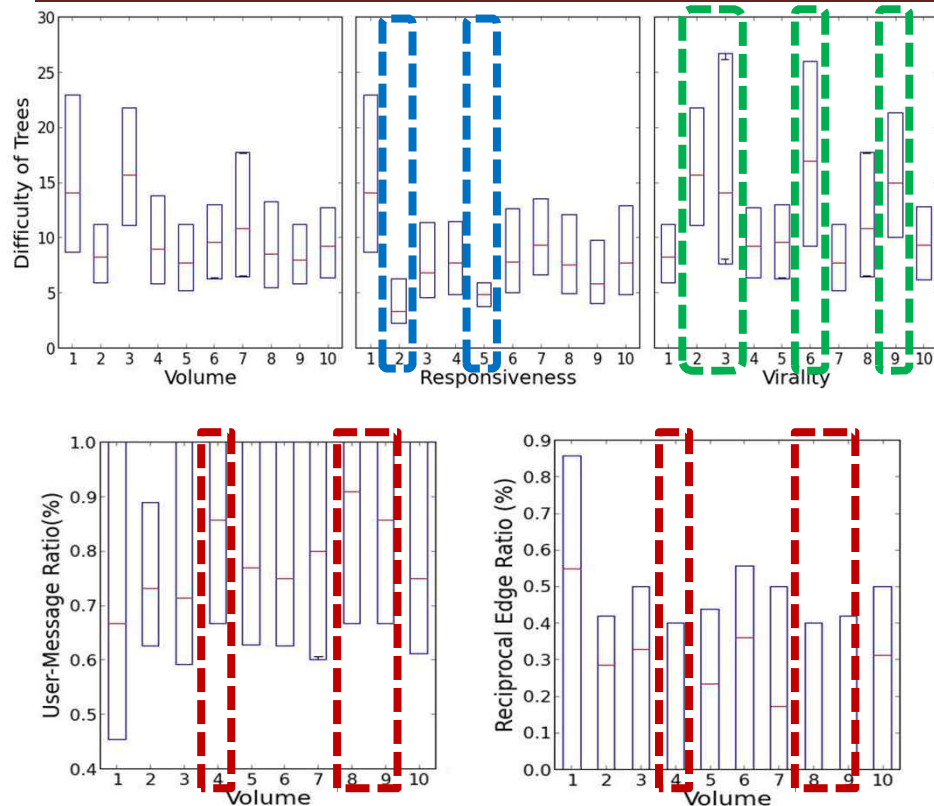 Difficulty of Trees
30
25
20
15
10
5
0
1 2 3 4 5 6 7 8 9 10
Volume
1 2 3 4 5 6 7 8 9 10
Responsiveness
1 2 3 4 5 6 7 8 9 10
Virality
User-Message Ratio(%)
1.0
0.9
0.8
0.7
0.6
0.5
0.4
1 2 3 4 5 6 7 8 9 10
Volume
Reciprocal Edge Ratio (%)
0.9
0.8
0.7
0.6
0.5
0.4
0.3
0.2
0.1
0.0
1 2 3 4 5 6 7 8 9 10
Volume